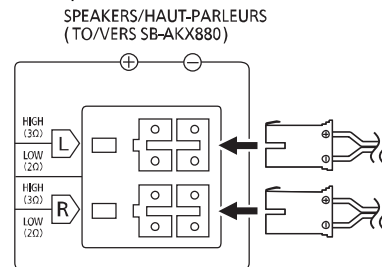 SPEAKERS/HAUT-PARLEURS
(TO/VERS SB-AKX880)
+ −
HIGH
(3Ω)
L
LOW
(2Ω)
HIGH
(3Ω)
R
LOW
(2Ω)